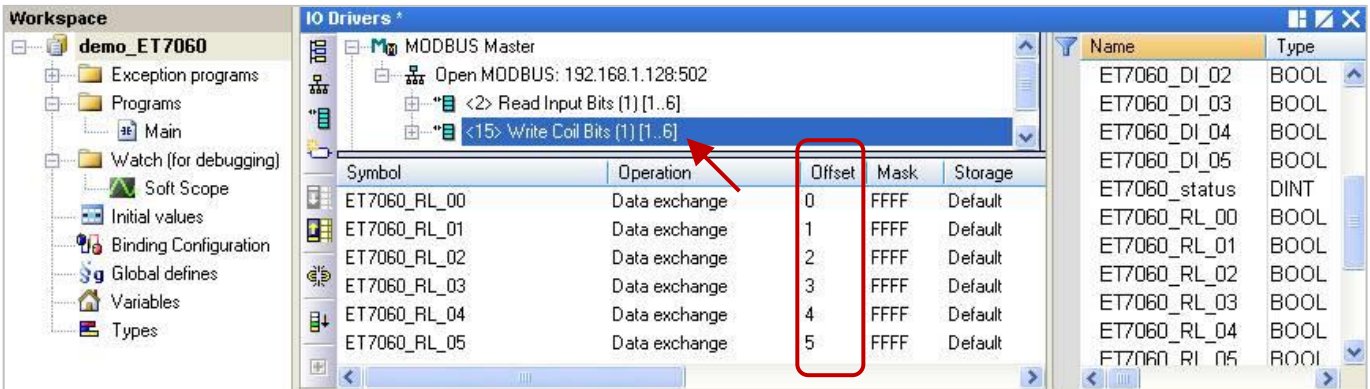 Workspace
demo_ET7060
Exception programs
Programs
Main
Watch (for debugging)
Soft Scope
Initial values
Binding Configuration
Global defines
Variables
Types
IO Drivers *
MODBUS Master
Open MODBUS: 192.168.1.128:502
<2> Read Input Bits (1) [1..6]
<15> Write Coil Bits (1) [1..6]
Symbol Operation Offset Mask Storage
ET7060_RL_00 Data exchange 0 FFFF Default
ET7060_RL_01 Data exchange 1 FFFF Default
ET7060_RL_02 Data exchange 2 FFFF Default
ET7060_RL_03 Data exchange 3 FFFF Default
ET7060_RL_04 Data exchange 4 FFFF Default
ET7060_RL_05 Data exchange 5 FFFF Default
Name Type
ET7060_DI_02 BOOL
ET7060_DI_03 BOOL
ET7060_DI_04 BOOL
ET7060_DI_05 BOOL
ET7060_status DINT
ET7060_RL_00 BOOL
ET7060_RL_01 BOOL
ET7060_RL_02 BOOL
ET7060_RL_03 BOOL
ET7060_RL_04 BOOL
ET7060_RL_05 BOOL